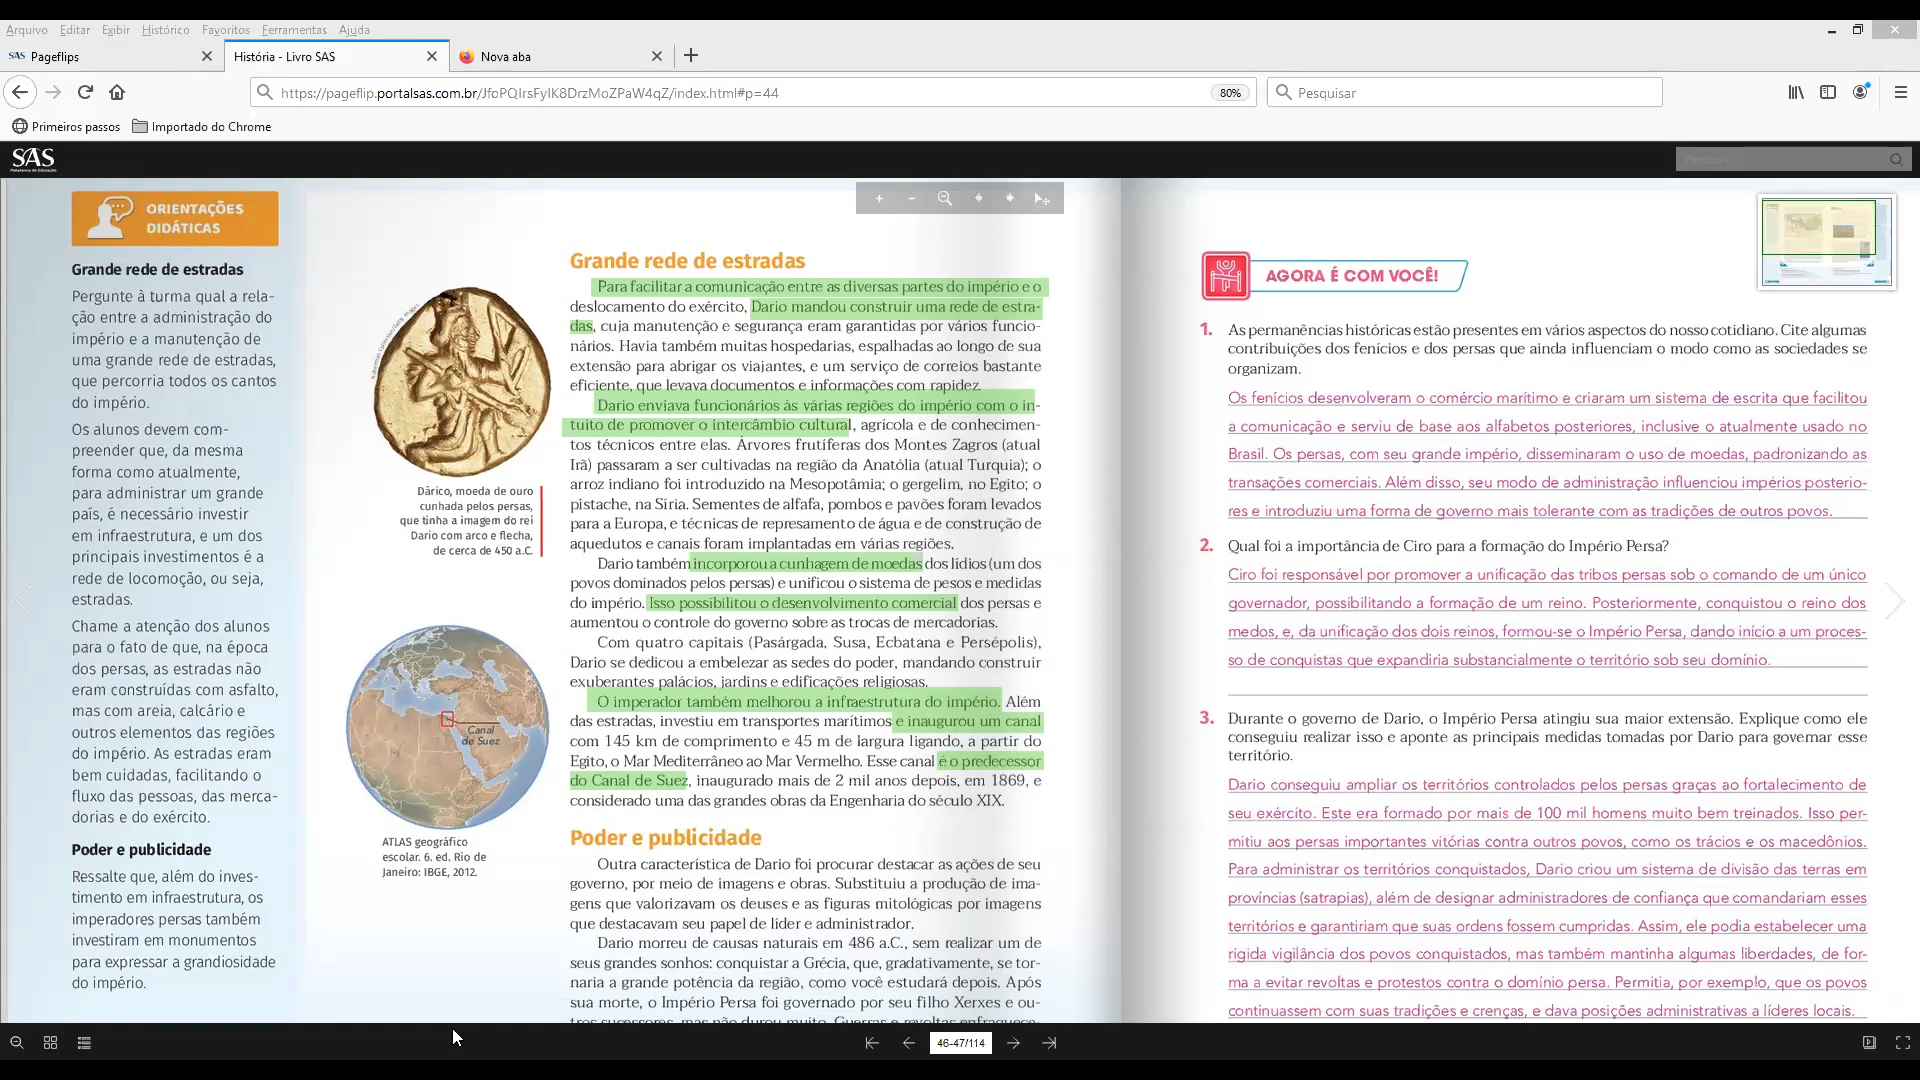 Arquivo Editar Exibir Histórico Favoritos Ferramentas Ajuda
SAS Pageflips
História - Livro SAS
Nova aba
https://pageflip.portalsas.com.br/JfoPQIrsFylK8DrzMoZPaW4qZ/index.html#p=44
80%
Pesquisar
Primeiros passos
Importado do Chrome
SAS
Plataforma de Educação
Pesquisa
ORIENTAÇÕES
DIDÁTICAS
Grande rede de estradas
Pergunte à turma qual a rela-
ção entre a administração do
império e a manutenção de
uma grande rede de estradas,
que percorria todos os cantos
do império.
Os alunos devem com-
preender que, da mesma
forma como atualmente,
para administrar um grande
país, é necessário investir
em infraestrutura, e um dos
principais investimentos é a
rede de locomoção, ou seja,
estradas.
Chame a atenção dos alunos
para o fato de que, na época
dos persas, as estradas não
eram construídas com asfalto,
mas com areia, calcário e
outros elementos das regiões
do império. As estradas eram
bem cuidadas, facilitando o
fluxo das pessoas, das merca-
dorias e do exército.
Poder e publicidade
Ressalte que, além do inves-
timento em infraestrutura, os
imperadores persas também
investiram em monumentos
para expressar a grandiosidade
do império.
Dárico, moeda de ouro
cunhada pelos persas,
que tinha a imagem do rei
Dario com arco e flecha,
de cerca de 450 a.C.
Canal
de Suez
ATLAS geográfico
escolar. 6. ed. Rio de
Janeiro: IBGE, 2012.
Grande rede de estradas
Para facilitar a comunicação entre as diversas partes do império e o
deslocamento do exército, Dario mandou construir uma rede de estra-
das, cuja manutenção e segurança eram garantidas por vários funcio-
nários. Havia também muitas hospedarias, espalhadas ao longo de sua
extensão para abrigar os viajantes, e um serviço de correios bastante
eficiente, que levava documentos e informações com rapidez.
Dario enviava funcionários às várias regiões do império com o in-
tuito de promover o intercâmbio cultural, agrícola e de conhecimen-
tos técnicos entre elas. Árvores frutíferas dos Montes Zagros (atual
Irã) passaram a ser cultivadas na região da Anatólia (atual Turquia); o
arroz indiano foi introduzido na Mesopotâmia; o gergelim, no Egito; o
pistache, na Síria. Sementes de alfafa, pombos e pavões foram levados
para a Europa, e técnicas de represamento de água e de construção de
aquedutos e canais foram implantadas em várias regiões.
Dario também incorporou a cunhagem de moedas dos lídios (um dos
povos dominados pelos persas) e unificou o sistema de pesos e medidas
do império. Isso possibilitou o desenvolvimento comercial dos persas e
aumentou o controle do governo sobre as trocas de mercadorias.
Com quatro capitais (Pasárgada, Susa, Ecbatana e Persépolis),
Dario se dedicou a embelezar as sedes do poder, mandando construir
exuberantes palácios, jardins e edificações religiosas.
O imperador também melhorou a infraestrutura do império. Além
das estradas, investiu em transportes marítimos e inaugurou um canal
com 145 km de comprimento e 45 m de largura ligando, a partir do
Egito, o Mar Mediterrâneo ao Mar Vermelho. Esse canal é o predecessor
do Canal de Suez, inaugurado mais de 2 mil anos depois, em 1869, e
considerado uma das grandes obras da Engenharia do século XIX.
Poder e publicidade
Outra característica de Dario foi procurar destacar as ações de seu
governo, por meio de imagens e obras. Substituiu a produção de ima-
gens que valorizavam os deuses e as figuras mitológicas por imagens
que destacavam seu papel de líder e administrador.
Dario morreu de causas naturais em 486 a.C., sem realizar um de
seus grandes sonhos: conquistar a Grécia, que, gradativamente, se tor-
naria a grande potência da região, como você estudará depois. Após
sua morte, o Império Persa foi governado por seu filho Xerxes e ou-
tros sucessores, mas não durou muito. Guerras e revoltas enfraquece-
AGORA É COM VOCÊ!
1. As permanências históricas estão presentes em vários aspectos do nosso cotidiano. Cite algumas
contribuições dos fenícios e dos persas que ainda influenciam o modo como as sociedades se
organizam.
Os fenícios desenvolveram o comércio marítimo e criaram um sistema de escrita que facilitou
a comunicação e serviu de base aos alfabetos posteriores, inclusive o atualmente usado no
Brasil. Os persas, com seu grande império, disseminaram o uso de moedas, padronizando as
transações comerciais. Além disso, seu modo de administração influenciou impérios posterio-
res e introduziu uma forma de governo mais tolerante com as tradições de outros povos.
2. Qual foi a importância de Ciro para a formação do Império Persa?
Ciro foi responsável por promover a unificação das tribos persas sob o comando de um único
governador, possibilitando a formação de um reino. Posteriormente, conquistou o reino dos
medos, e, da unificação dos dois reinos, formou-se o Império Persa, dando início a um proces-
so de conquistas que expandiria substancialmente o território sob seu domínio.
3. Durante o governo de Dario, o Império Persa atingiu sua maior extensão. Explique como ele
conseguiu realizar isso e aponte as principais medidas tomadas por Dario para governar esse
território.
Dario conseguiu ampliar os territórios controlados pelos persas graças ao fortalecimento de
seu exército. Este era formado por mais de 100 mil homens muito bem treinados. Isso per-
mitiu aos persas importantes vitórias contra outros povos, como os trácios e os macedônios.
Para administrar os territórios conquistados, Dario criou um sistema de divisão das terras em
províncias (satrapias), além de designar administradores de confiança que comandariam esses
territórios e garantiriam que suas ordens fossem cumpridas. Assim, ele podia estabelecer uma
rígida vigilância dos povos conquistados, mas também mantinha algumas liberdades, de for-
ma a evitar revoltas e protestos contra o domínio persa. Permitia, por exemplo, que os povos
continuassem com suas tradições e crenças, e dava posições administrativas a líderes locais.
46-47/114